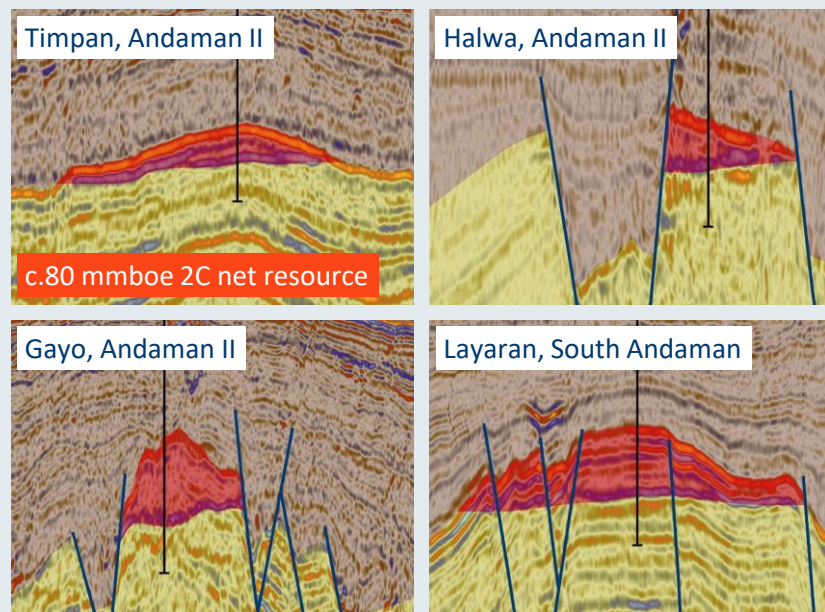 Timpan, Andaman II
Halwa, Andaman II
c.80 mmboe 2C net resource
Gayo, Andaman II
Layaran, South Andaman